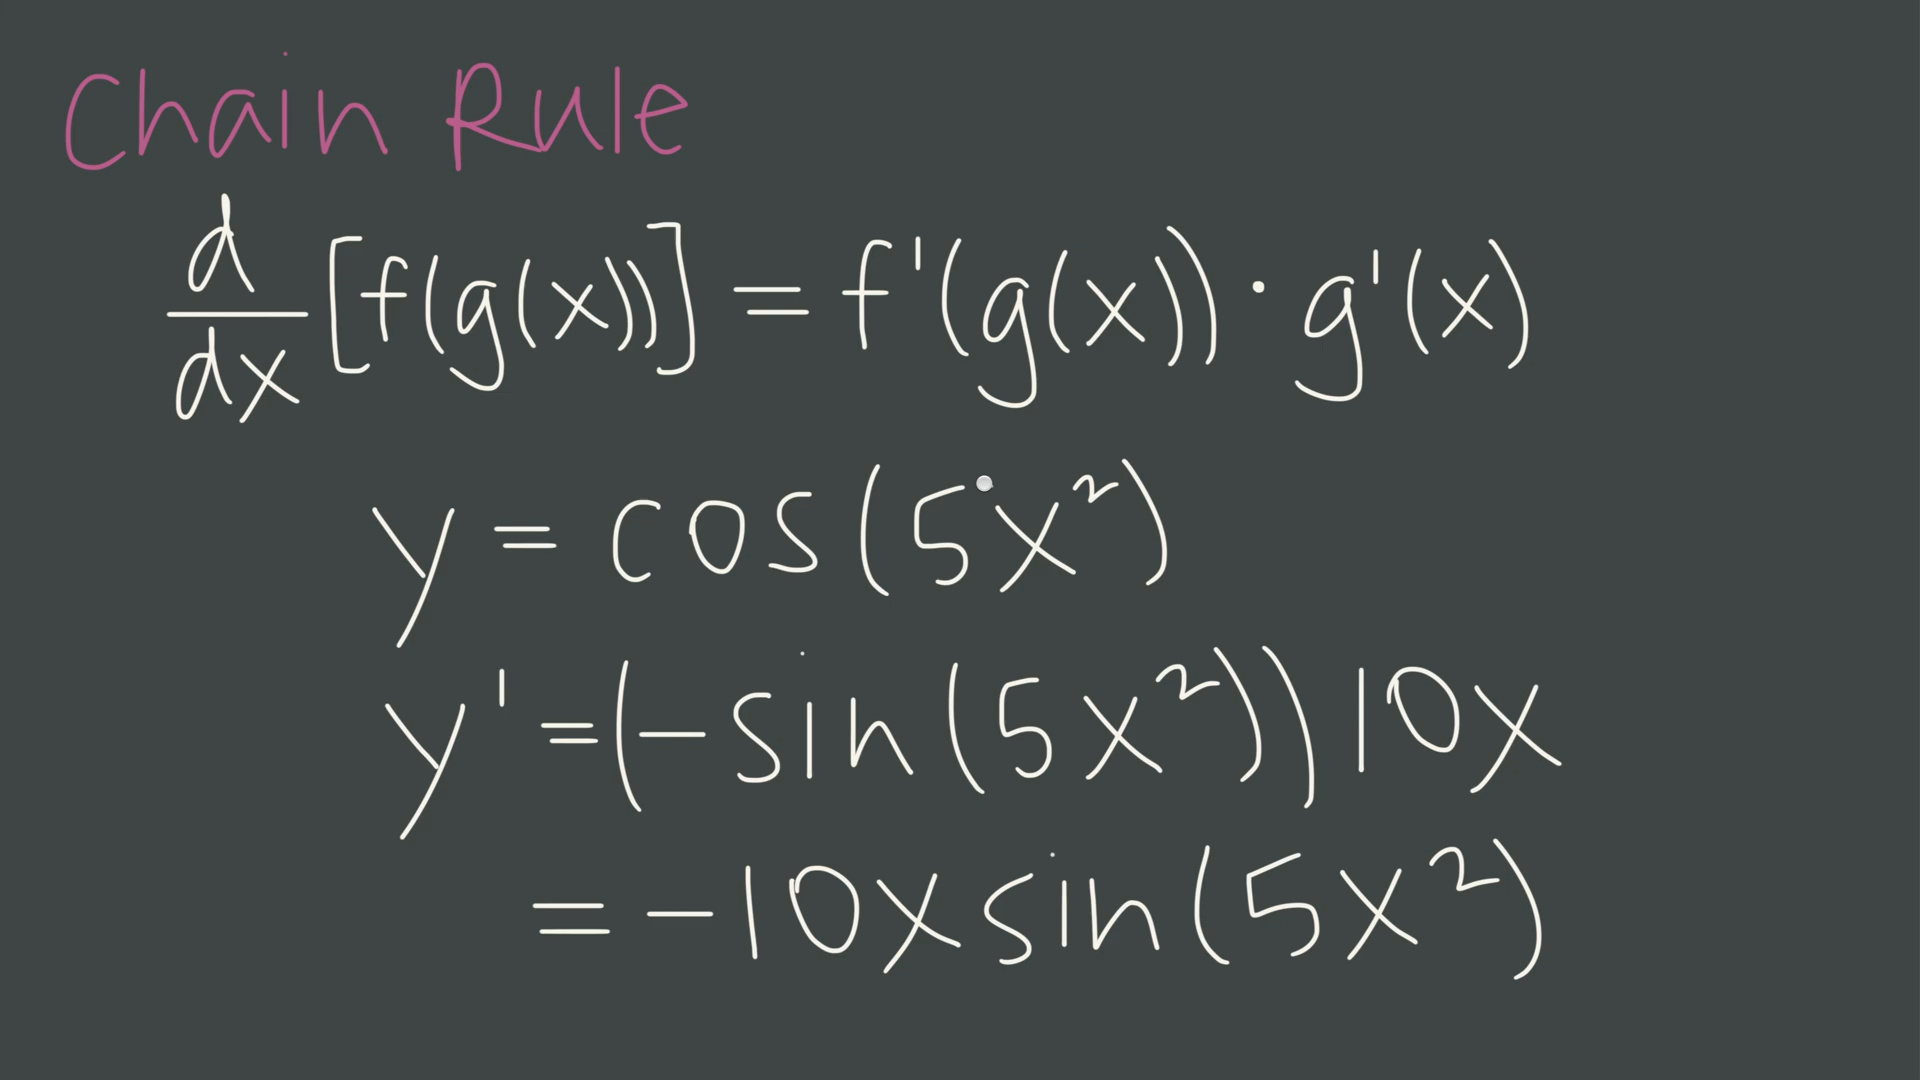 Chain Rule
d/dx [f(g(x))] = f'(g(x)) · g'(x)
y = cos(5x²)
y' = (-sin(5x²))10x
= -10x sin(5x²)